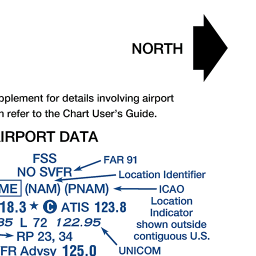 NORTH
pplement for details involving airport
n refer to the Chart User's Guide.
AIRPORT DATA
FSS
NO SVFR
FAR 91
Location Identifier
ME (NAM) (PNAM)
ICAO
Location
Indicator
shown outside
contiguous U.S.
18.3 ★ C ATIS 123.8
85 L 72 122.95
RP 23, 34
UNICOM
FR Advsy 125.0